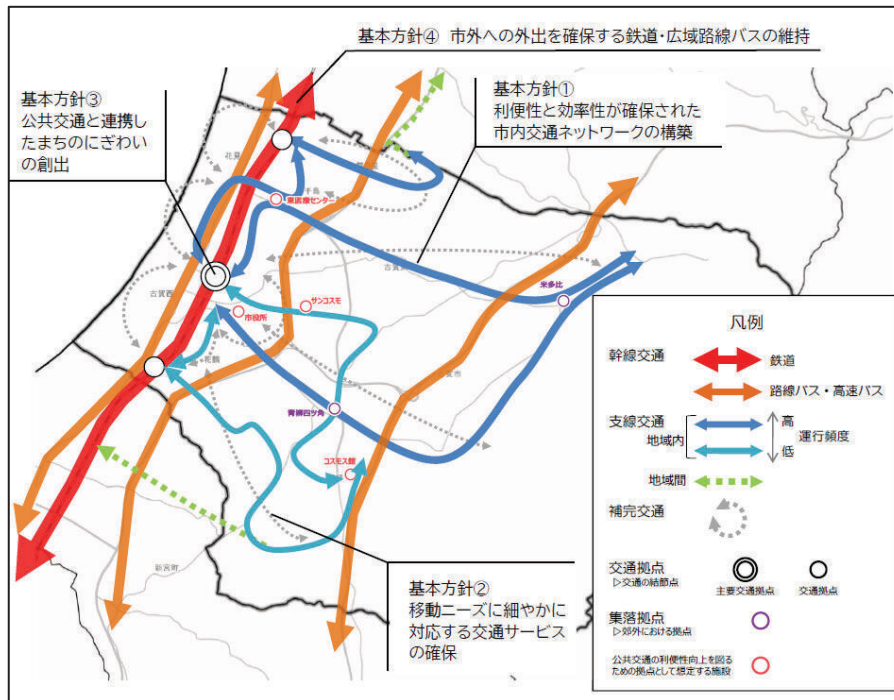 基本方針④ 市外への外出を確保する鉄道・広域路線バスの維持
基本方針③
公共交通と連携し
たまちのにぎわい
の創出
基本方針①
利便性と効率性が確保された
市内交通ネットワークの構築
花見
千鳥
東医療センター
古賀西
市役所
サンコスモ
米多比
花鶴
青柳四ツ角
コスモス館
新宮町
基本方針②
移動ニーズに細やかに
対応する交通サービス
の確保
凡例
幹線交通
鉄道
路線バス・高速バス
支線交通
地域内
高
低
運行頻度
地域間
補完交通
交通拠点
▷交通の結節点
主要交通拠点
交通拠点
集落拠点
▷郊外における拠点
公共交通の利便性向上を図る
ための拠点として想定する施設